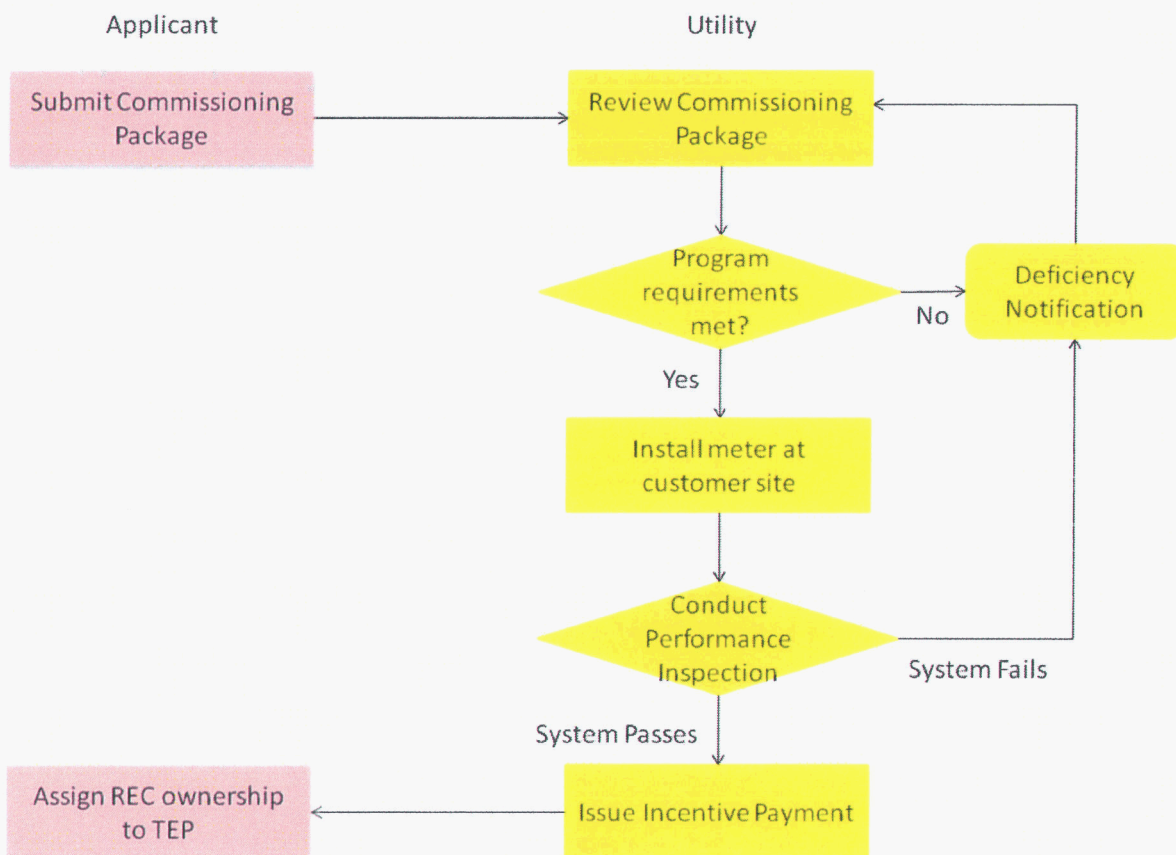 Applicant
Utility
Submit Commissioning
Package
Review Commissioning
Package
Program
requirements
met?
No
Deficiency
Notification
Yes
Install meter at
customer site
Conduct
Performance
Inspection
System Fails
System Passes
Assign REC ownership
to TEP
Issue Incentive Payment